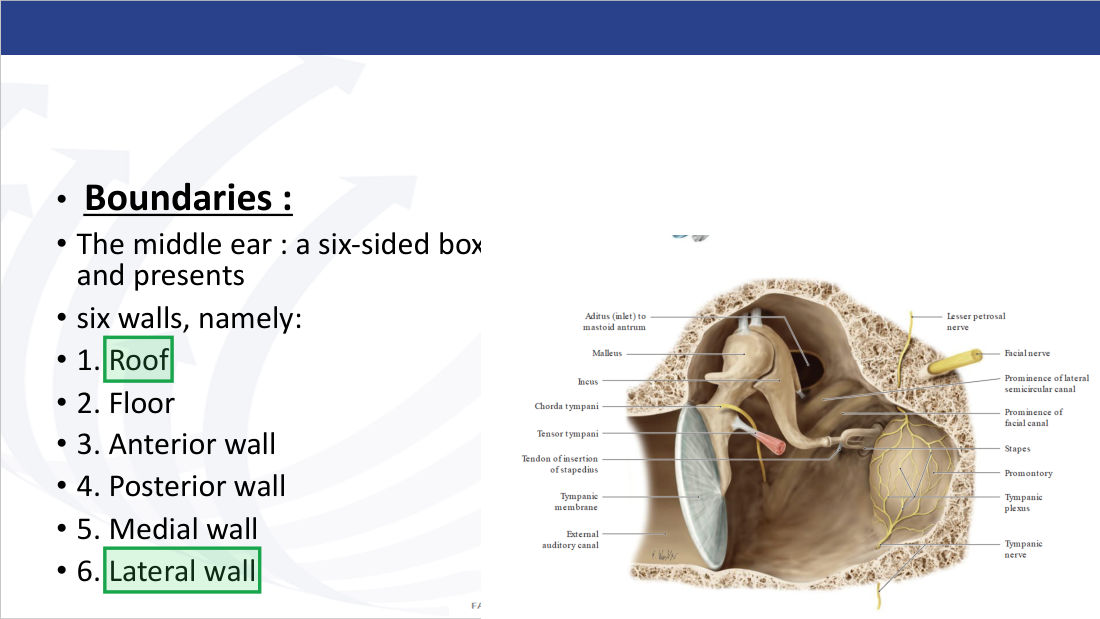 • Boundaries :
• The middle ear : a six-sided box
and presents
• six walls, namely:
• 1. Roof
• 2. Floor
• 3. Anterior wall
• 4. Posterior wall
• 5. Medial wall
• 6. Lateral wall
Aditus (inlet) to
mastoid antrum
Malleus
Incus
Chorda tympani
Tensor tympani
Tendon of insertion
of stapedius
Tympanic
membrane
External
auditory canal
Lesser petrosal
nerve
Facial nerve
Prominence of lateral
semicircular canal
Prominence of
facial canal
Stapes
Promontory
Tympanic
plexus
Tympanic
nerve